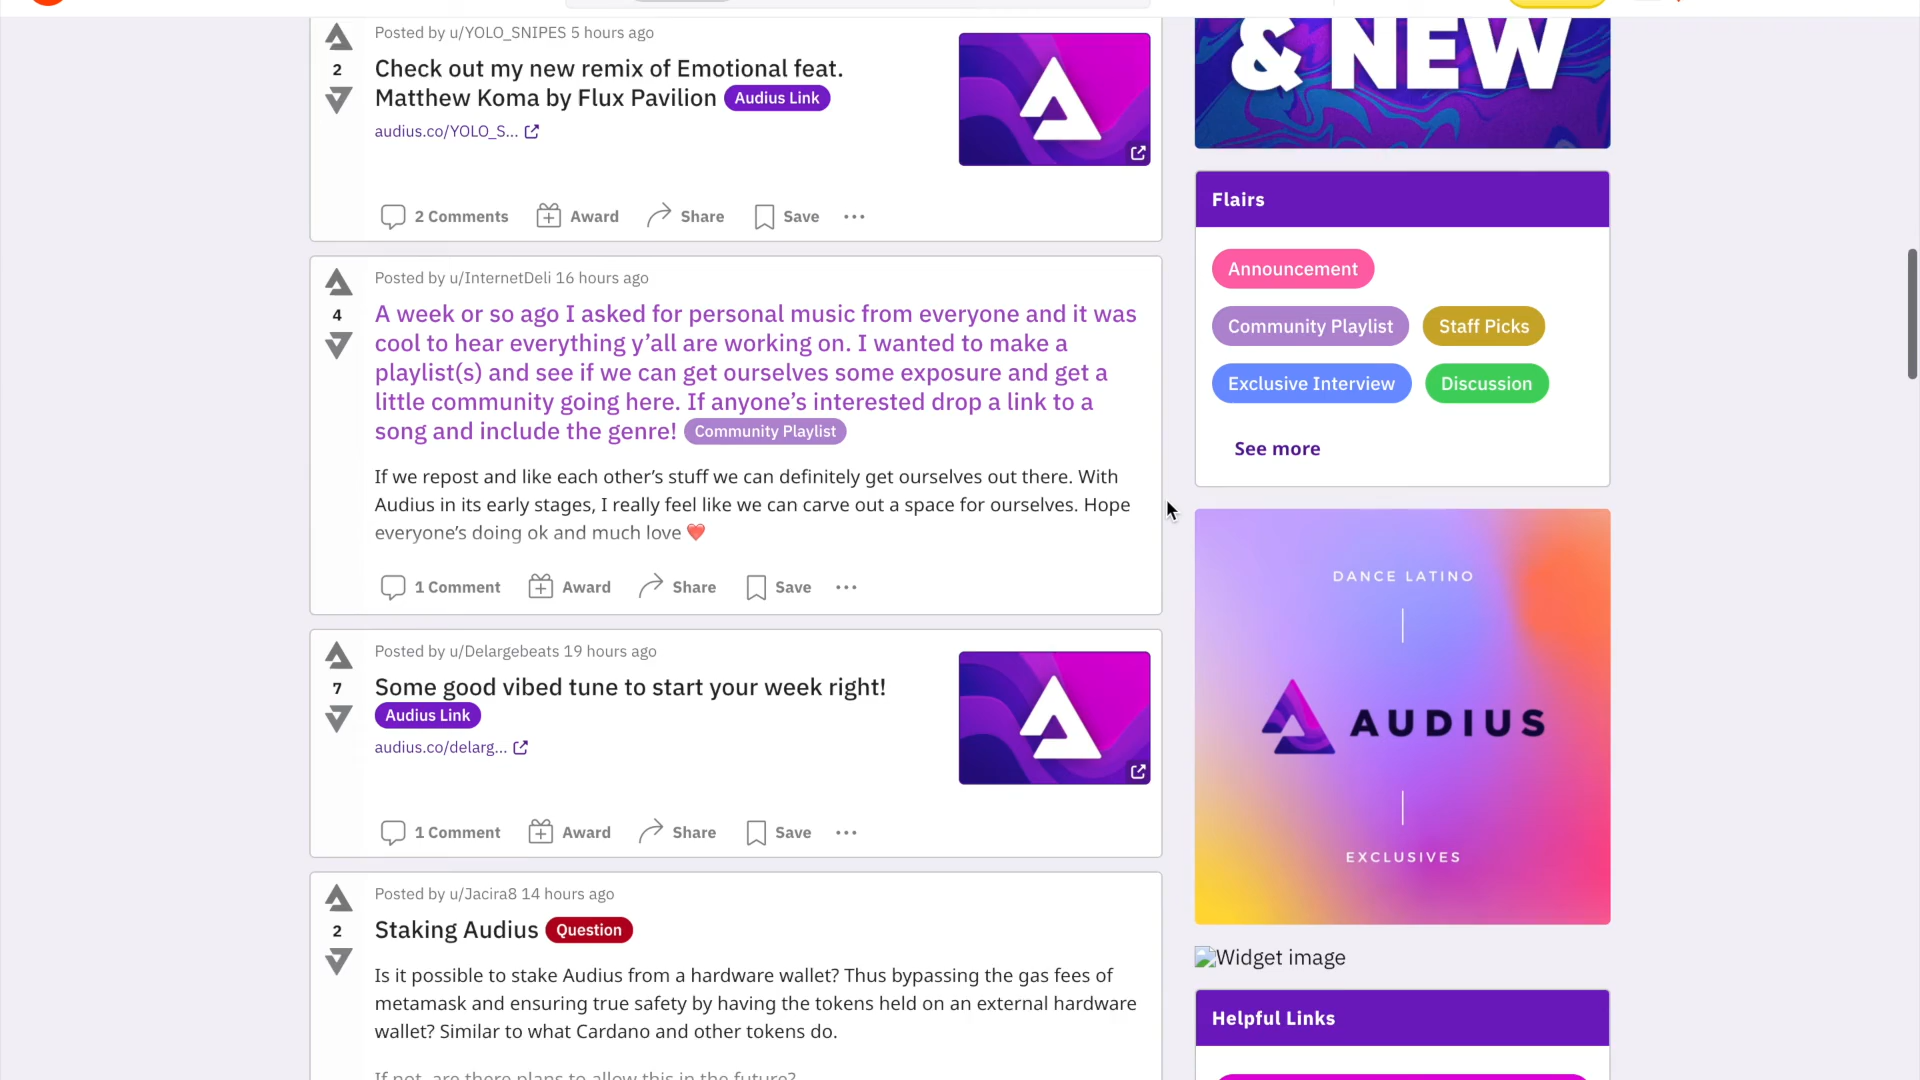 Posted by u/YOLO_SNIPES 5 hours ago
2
Check out my new remix of Emotional feat.
Matthew Koma by Flux Pavilion Audius Link
audius.co/YOLO_S...
2 Comments Award Share Save
Posted by u/InternetDeli 16 hours ago
4
A week or so ago I asked for personal music from everyone and it was
cool to hear everything y’all are working on. I wanted to make a
playlist(s) and see if we can get ourselves some exposure and get a
little community going here. If anyone’s interested drop a link to a
song and include the genre! Community Playlist
If we repost and like each other’s stuff we can definitely get ourselves out there. With
Audius in its early stages, I really feel like we can carve out a space for ourselves. Hope
everyone’s doing ok and much love ❤️
1 Comment Award Share Save
Posted by u/Delargebeats 19 hours ago
7
Some good vibed tune to start your week right!
Audius Link
audius.co/delarg...
1 Comment Award Share Save
Posted by u/Jacira8 14 hours ago
2
Staking Audius Question
Is it possible to stake Audius from a hardware wallet? Thus bypassing the gas fees of
metamask and ensuring true safety by having the tokens held on an external hardware
wallet? Similar to what Cardano and other tokens do.
If not, are there plans to allow this in the future?
& NEW
Flairs
Announcement
Community Playlist Staff Picks
Exclusive Interview Discussion
See more
DANCE LATINO
AUDIUS
EXCLUSIVES
Widget image
Helpful Links